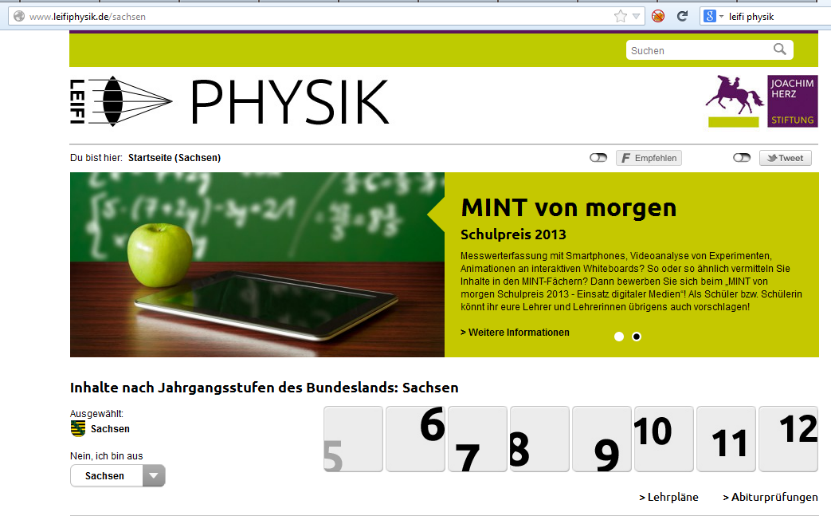 www.leifiphysik.de/sachsen
leifi physik
Suchen
LEIFI
PHYSIK
JOACHIM
HERZ
STIFTUNG
Du bist hier: Startseite (Sachsen)
Empfehlen
Tweet
MINT von morgen
Schulpreis 2013
Messwerterfassung mit Smartphones, Videoanalyse von Experimenten,
Animationen an interaktiven Whiteboards? So oder so ähnlich vermitteln Sie
Inhalte in den MINT-Fächern? Dann bewerben Sie sich beim „MINT von
morgen Schulpreis 2013 - Einsatz digitaler Medien"! Als Schüler bzw. Schülerin
könnt ihr eure Lehrer und Lehrerinnen übrigens auch vorschlagen!
> Weitere Informationen
Inhalte nach Jahrgangsstufen des Bundeslands: Sachsen
Ausgewählt:
Sachsen
Nein, ich bin aus
Sachsen
5 6 7 8 9 10 11 12
> Lehrpläne > Abiturprüfungen